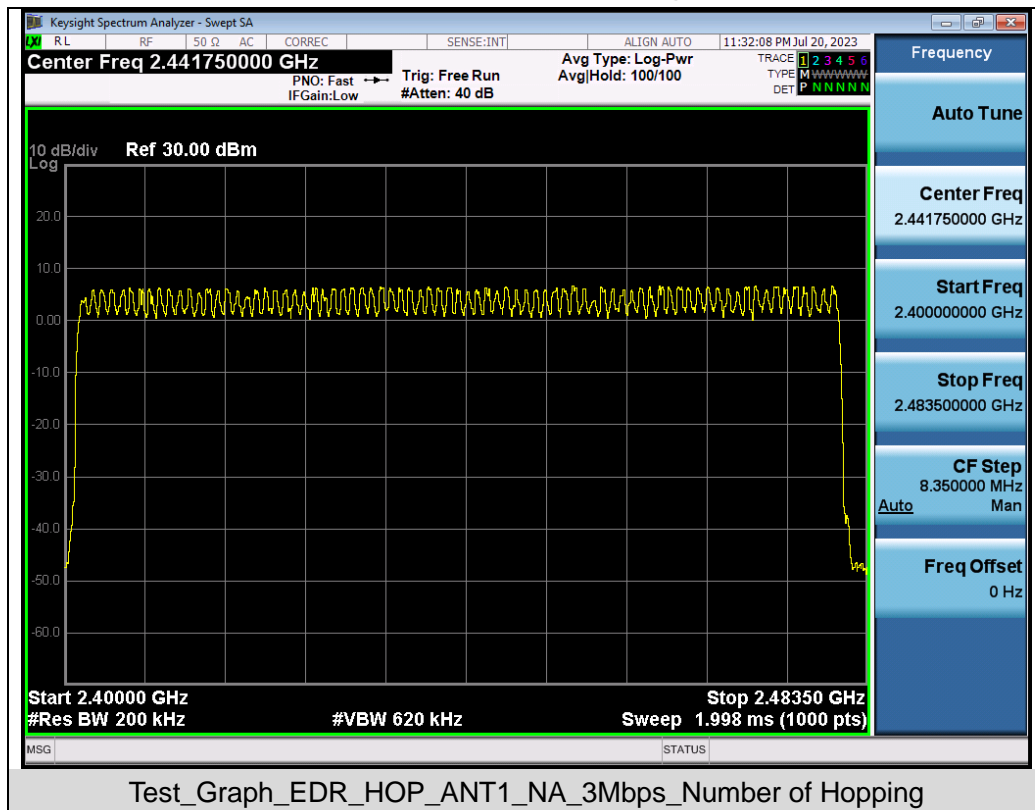 Keysight Spectrum Analyzer - Swept SA
LXI RL RF 50 Ω AC CORREC SENSE:INT ALIGN AUTO 11:32:08 PM Jul 20, 2023
Center Freq 2.441750000 GHz
PNO: Fast
IFGain:Low
Trig: Free Run
#Atten: 40 dB
Avg Type: Log-Pwr
Avg|Hold: 100/100
TRACE 1 2 3 4 5 6
TYPE M W W W W W
DET P N N N N N
10 dB/div Ref 30.00 dBm
Log
20.0
10.0
0.00
-10.0
-20.0
-30.0
-40.0
-50.0
-60.0
Start 2.40000 GHz Stop 2.48350 GHz
#Res BW 200 kHz #VBW 620 kHz Sweep 1.998 ms (1000 pts)
MSG STATUS
Frequency
Auto Tune
Center Freq
2.441750000 GHz
Start Freq
2.400000000 GHz
Stop Freq
2.483500000 GHz
CF Step
8.350000 MHz
Auto Man
Freq Offset
0 Hz
Test_Graph_EDR_HOP_ANT1_NA_3Mbps_Number of Hopping